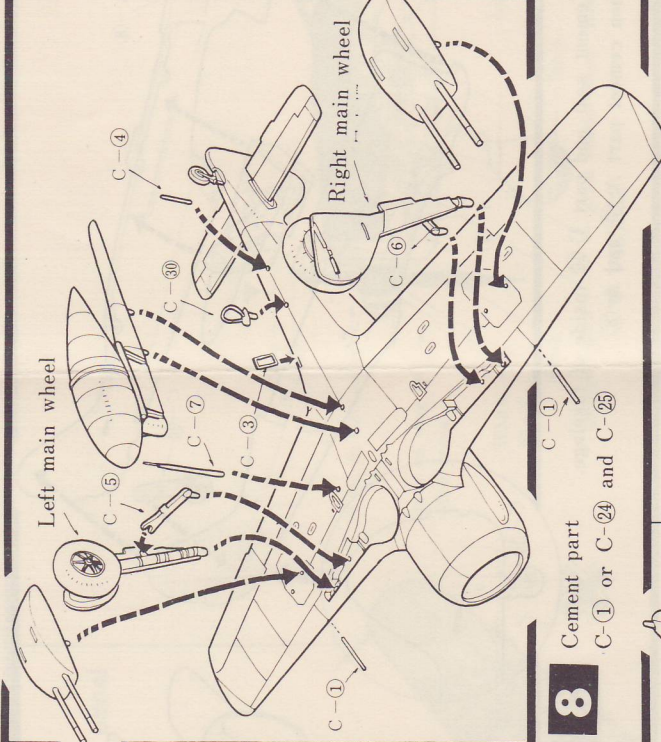 C-④
Right main wheel
C-㉚
C-⑥
Left main wheel
C-⑦
C-③
C-⑤
C-①
C-①
8 Cement part
C-① or C-㉔ and C-㉕